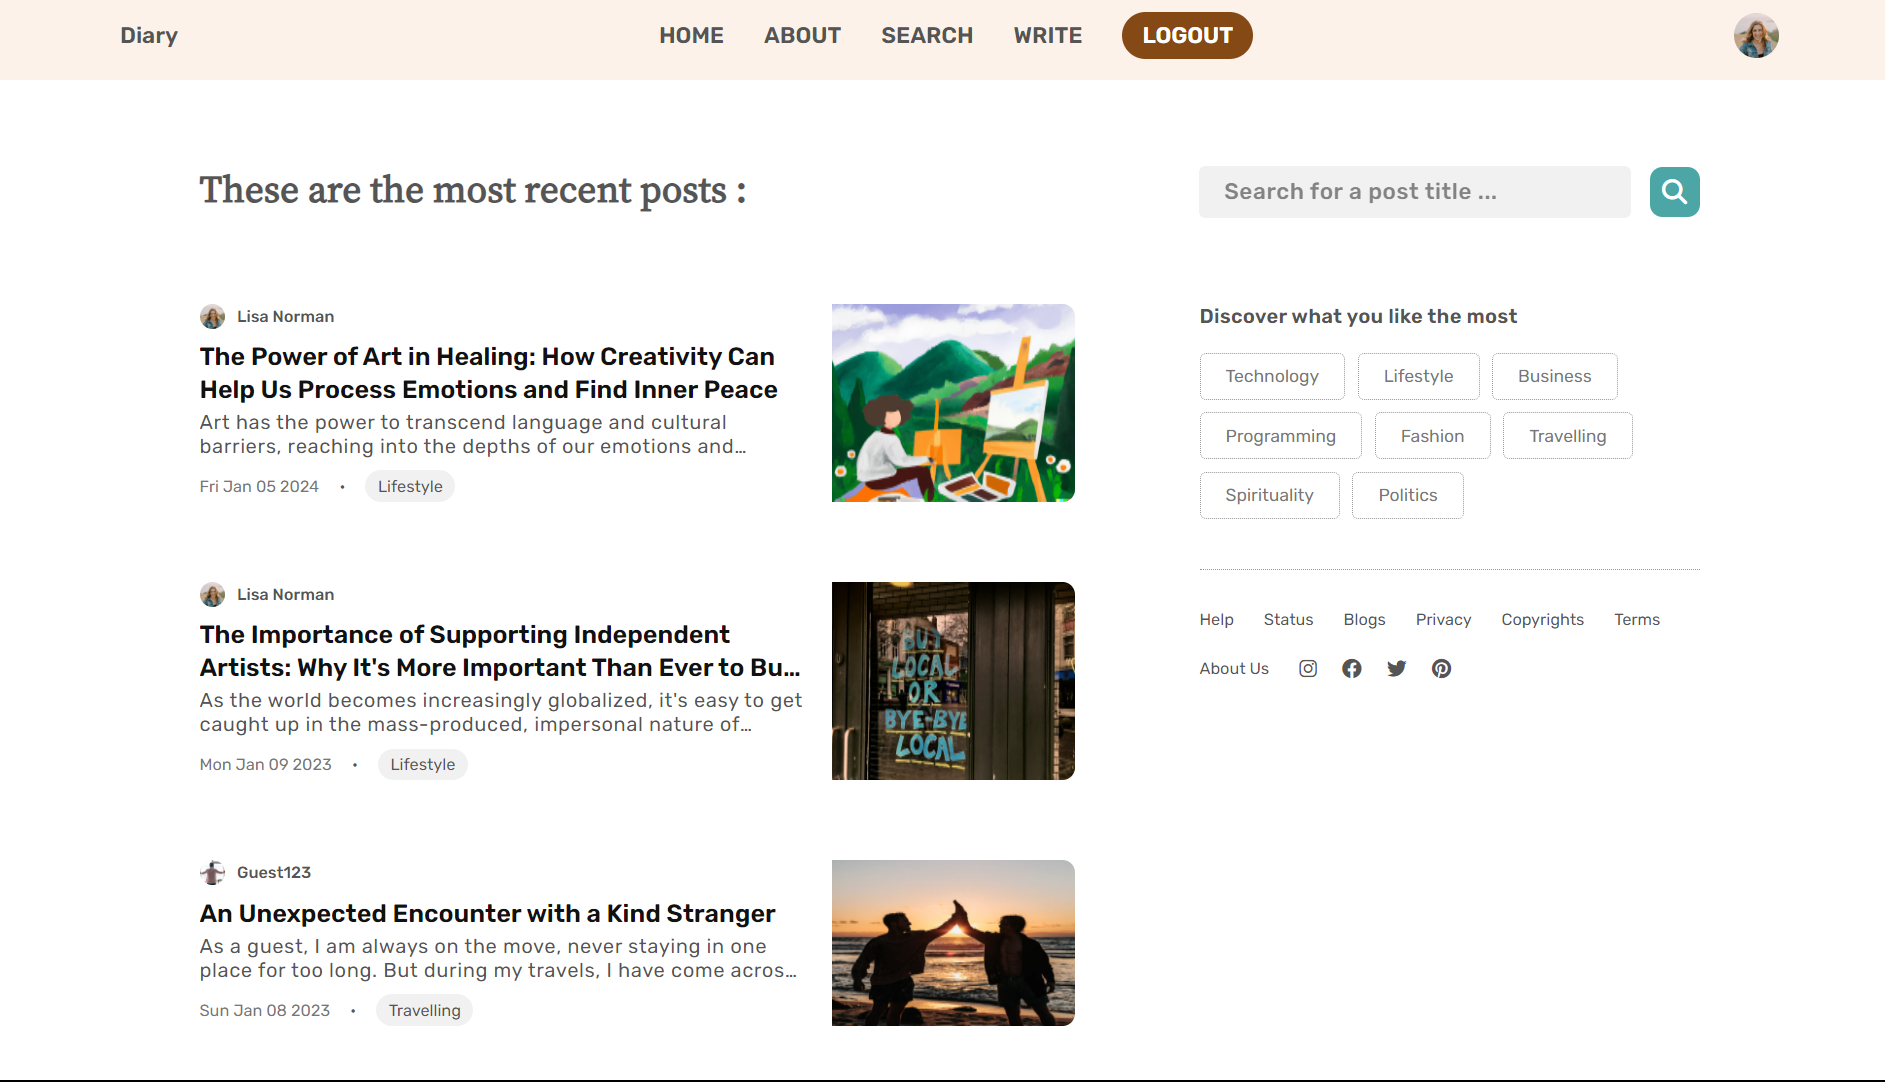 Diary
HOME
ABOUT
SEARCH
WRITE
LOGOUT
These are the most recent posts :
Search for a post title ...
Lisa Norman
The Power of Art in Healing: How Creativity Can
Help Us Process Emotions and Find Inner Peace
Art has the power to transcend language and cultural
barriers, reaching into the depths of our emotions and...
Fri Jan 05 2024 • Lifestyle
Lisa Norman
The Importance of Supporting Independent
Artists: Why It's More Important Than Ever to Bu...
As the world becomes increasingly globalized, it's easy to get
caught up in the mass-produced, impersonal nature of...
Mon Jan 09 2023 • Lifestyle
BUY
LOCAL
OR
BYE-BYE
LOCAL
Guest123
An Unexpected Encounter with a Kind Stranger
As a guest, I am always on the move, never staying in one
place for too long. But during my travels, I have come acros...
Sun Jan 08 2023 • Travelling
Discover what you like the most
Technology
Lifestyle
Business
Programming
Fashion
Travelling
Spirituality
Politics
Help
Status
Blogs
Privacy
Copyrights
Terms
About Us